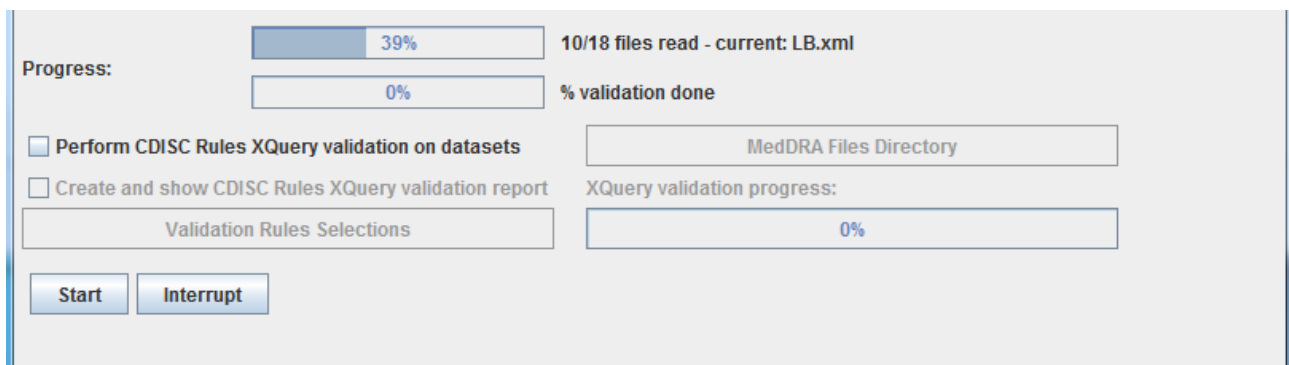 39% 10/18 files read - current: LB.xml
Progress:
0% % validation done
Perform CDISC Rules XQuery validation on datasets MedDRA Files Directory
Create and show CDISC Rules XQuery validation report XQuery validation progress:
Validation Rules Selections 0%
Start Interrupt